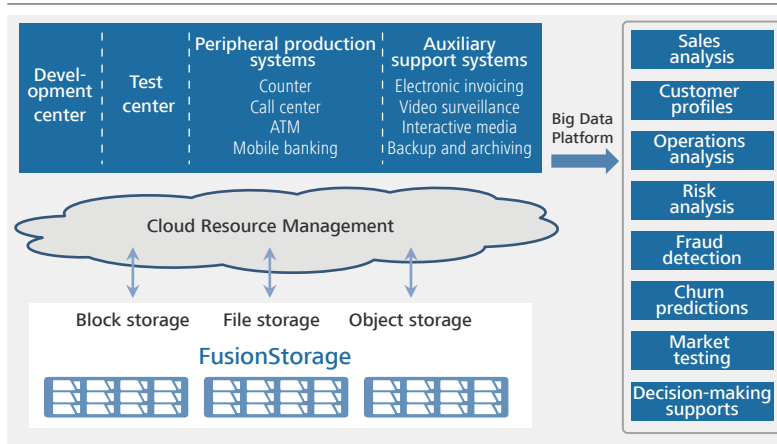 Devel-
opment
center
Test
center
Peripheral production
systems
Counter
Call center
ATM
Mobile banking
Auxiliary
support systems
Electronic invoicing
Video surveillance
Interactive media
Backup and archiving
Big Data
Platform
Sales
analysis
Customer
profiles
Operations
analysis
Risk
analysis
Fraud
detection
Churn
predictions
Market
testing
Decision-making
supports
Cloud Resource Management
Block storage
File storage
Object storage
FusionStorage